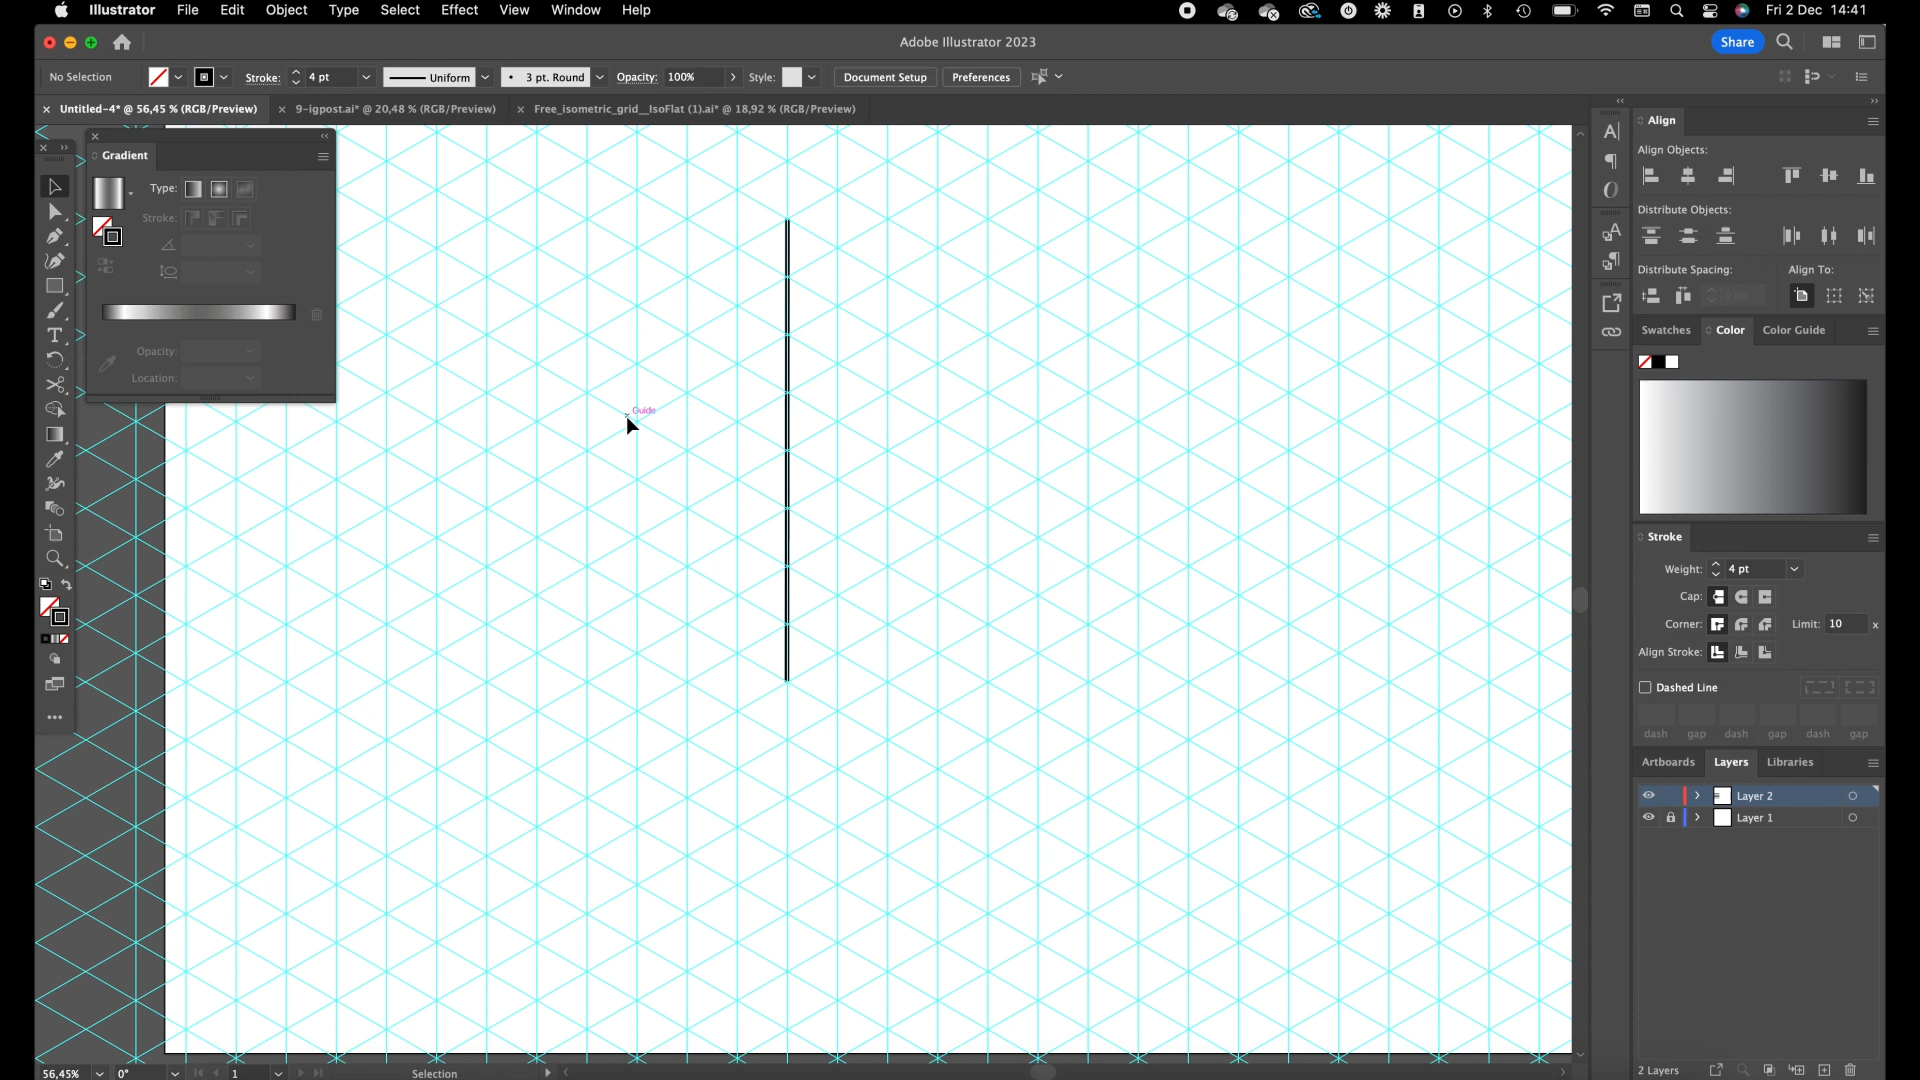 Illustrator File Edit Object Type Select Effect View Window Help Fri 2 Dec 14:41
Adobe Illustrator 2023 Share
No Selection Stroke: 4 pt Uniform 3 pt. Round Opacity: 100% Style: Document Setup Preferences
Untitled-4* @ 56,45 % (RGB/Preview) 9-igpost.ai* @ 20,48 % (RGB/Preview) Free_isometric_grid__IsoFlat (1).ai* @ 18,92 % (RGB/Preview)
Gradient
Type:
Stroke:
Opacity:
Location:
Guide
Align
Align Objects:
Distribute Objects:
Distribute Spacing: Align To:
0 px
Swatches Color Color Guide
Stroke
Weight: 4 pt
Cap:
Corner: Limit: 10 x
Align Stroke:
Dashed Line
dash gap dash gap dash gap
Artboards Layers Libraries
Layer 2
Layer 1
2 Layers
56,45% 0° 1 Selection